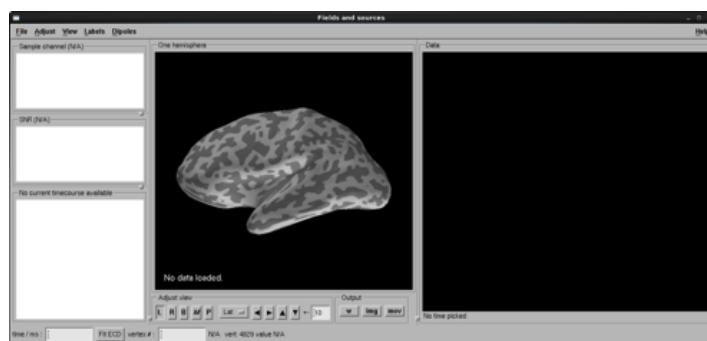 Fields and sources
File Adjust View Labels Dipoles Help
Sample channel (N/A)
One hemisphere
Data
SNR (N/A)
No current timecourse available
No data loaded.
Adjust view
Output
L R B AF P Lat 10
w img mov
No time picked
time / ms : Fit ECD vertex # : N/A vert: 4629 value N/A